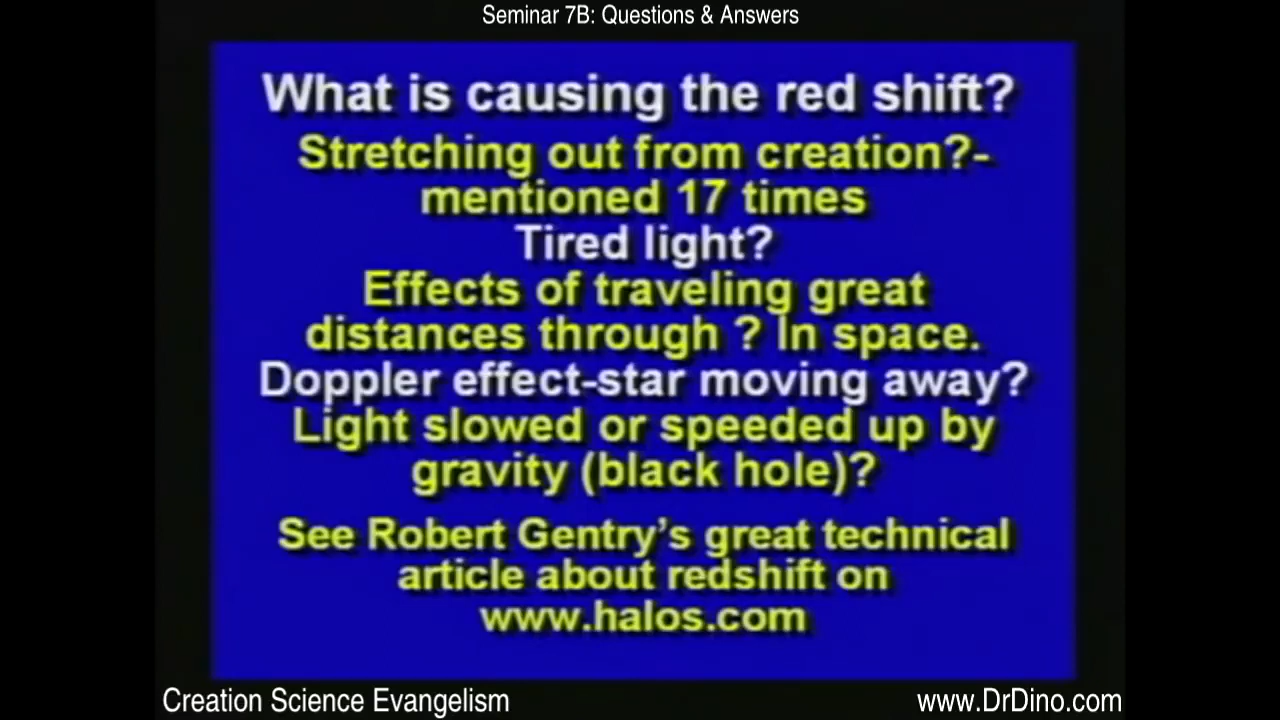 Seminar 7B: Questions & Answers
What is causing the red shift?
Stretching out from creation?-
mentioned 17 times
Tired light?
Effects of traveling great
distances through ? In space.
Doppler effect-star moving away?
Light slowed or speeded up by
gravity (black hole)?
See Robert Gentry's great technical
article about redshift on
www.halos.com
Creation Science Evangelism
www.DrDino.com